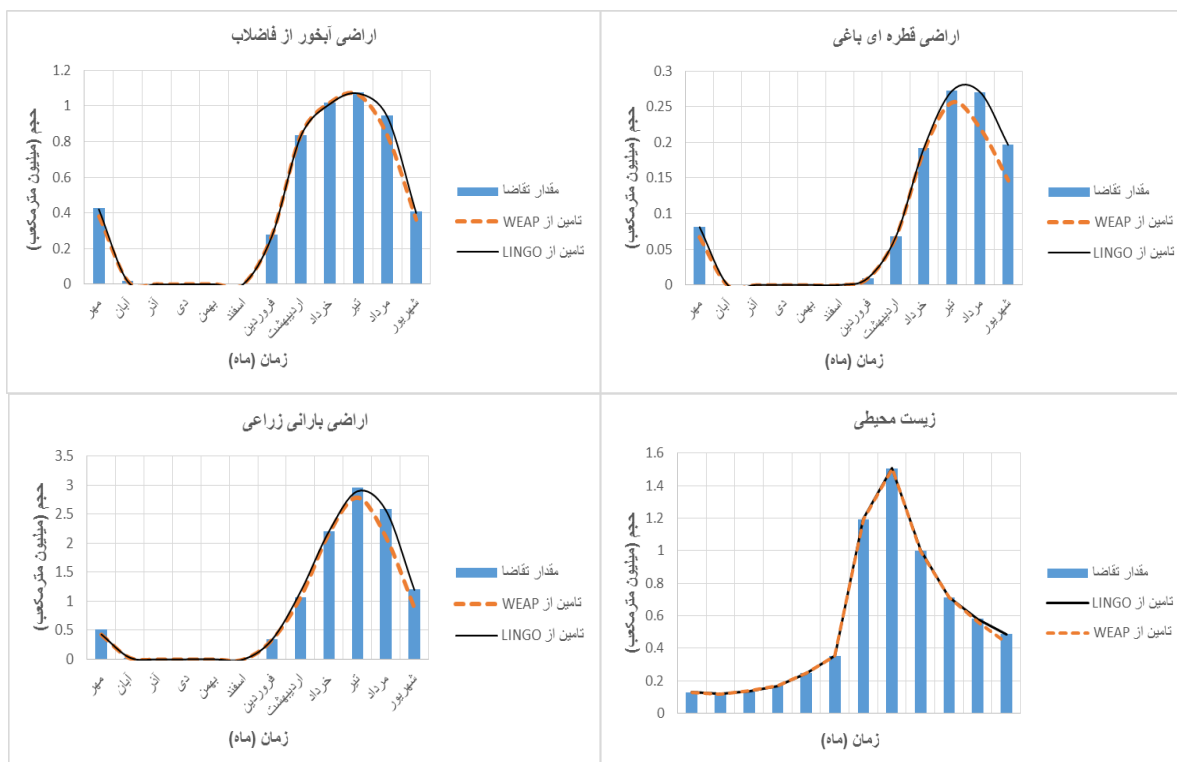 اراضی آبخور از فاضلاب
حجم (میلیون مترمکعب)
1.2
1
0.8
0.6
0.4
0.2
0
مهر
آبان
آذر
دی
بهمن
اسفند
فروردین
اردیبهشت
خرداد
تیر
مرداد
شهریور
زمان (ماه)
مقدار تقاضا
تامین از WEAP
تامین از LINGO
اراضی قطره ای باغی
حجم (میلیون مترمکعب)
0.3
0.25
0.2
0.15
0.1
0.05
0
مهر
آبان
آذر
دی
بهمن
اسفند
فروردین
اردیبهشت
خرداد
تیر
مرداد
شهریور
زمان (ماه)
مقدار تقاضا
تامین از WEAP
تامین از LINGO
اراضی بارانی زراعی
حجم (میلیون مترمکعب)
3.5
3
2.5
2
1.5
1
0.5
0
مهر
آبان
آذر
دی
بهمن
اسفند
فروردین
اردیبهشت
خرداد
تیر
مرداد
شهریور
زمان (ماه)
مقدار تقاضا
تامین از WEAP
تامین از LINGO
زیست محیطی
حجم (میلیون مترمکعب)
1.6
1.4
1.2
1
0.8
0.6
0.4
0.2
0
زمان (ماه)
مقدار تقاضا
تامین از LINGO
تامین از WEAP